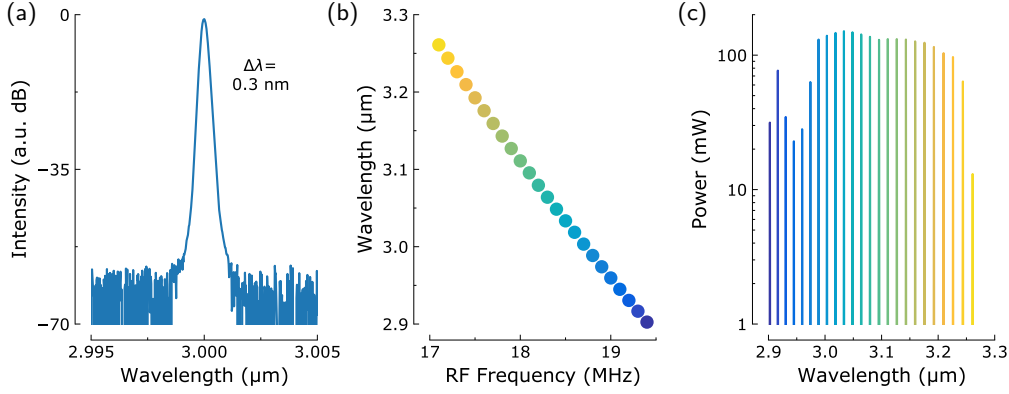 (a)
0
−35
−70
Intensity (a.u. dB)
Δλ=
0.3 nm
2.995
3.000
3.005
Wavelength (μm)
(b)
3.3
3.2
3.1
3.0
2.9
Wavelength (μm)
17
18
19
RF Frequency (MHz)
(c)
100
10
1
Power (mW)
2.9
3.0
3.1
3.2
3.3
Wavelength (μm)